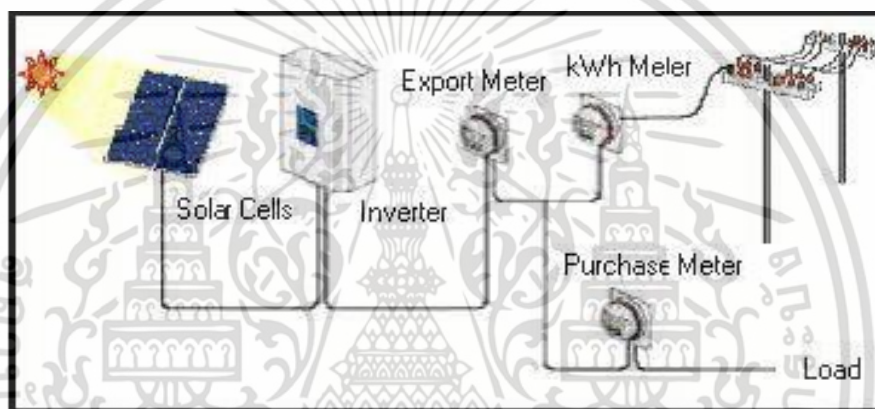 Export Meter
kWh Meler
Solar Cells
Inverter
Purchase Meter
Load